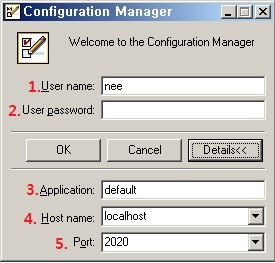 Configuration Manager
Welcome to the Configuration Manager
1. User name: nee
2. User password:
OK Cancel Details<<
3. Application: default
4. Host name: localhost
5. Port: 2020